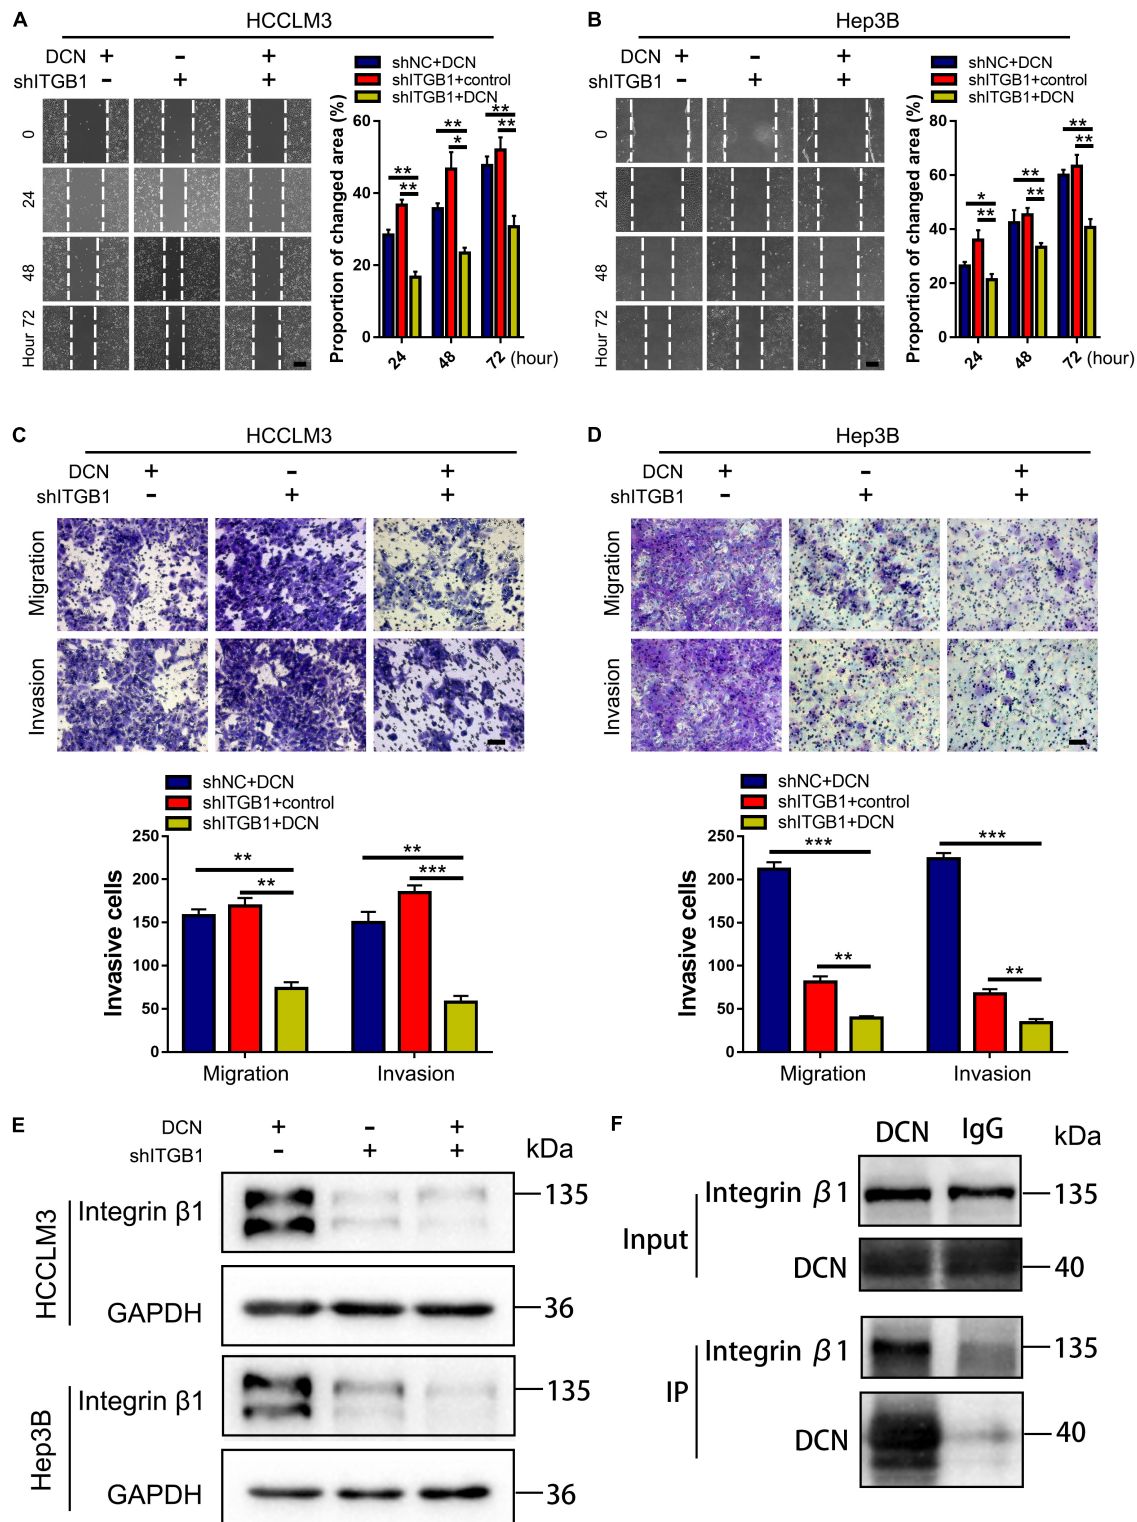 A
HCCLM3
DCN + - +
shITGB1 - + +
0
24
48
Hour 72
shNC+DCN
shITGB1+control
shITGB1+DCN
Proportion of changed area (%)
60
40
20
0
** **
** *
** **
24 48 72 (hour)
B
Hep3B
DCN + - +
shITGB1 - + +
0
24
48
Hour 72
shNC+DCN
shITGB1+control
shITGB1+DCN
Proportion of changed area (%)
80
60
40
20
0
* **
** **
** **
24 48 72 (hour)
C
HCCLM3
DCN + - +
shITGB1 - + +
Migration
Invasion
shNC+DCN
shITGB1+control
shITGB1+DCN
Invasive cells
250
200
150
100
50
0
** **
** ***
Migration Invasion
D
Hep3B
DCN + - +
shITGB1 - + +
Migration
Invasion
shNC+DCN
shITGB1+control
shITGB1+DCN
Invasive cells
250
200
150
100
50
0
*** ***
** **
Migration Invasion
E
DCN + - +
shITGB1 - + +
kDa
HCCLM3
Integrin β1 135
GAPDH 36
Hep3B
Integrin β1 135
GAPDH 36
F
DCN IgG kDa
Input
Integrin β1 135
DCN 40
IP
Integrin β1 135
DCN 40